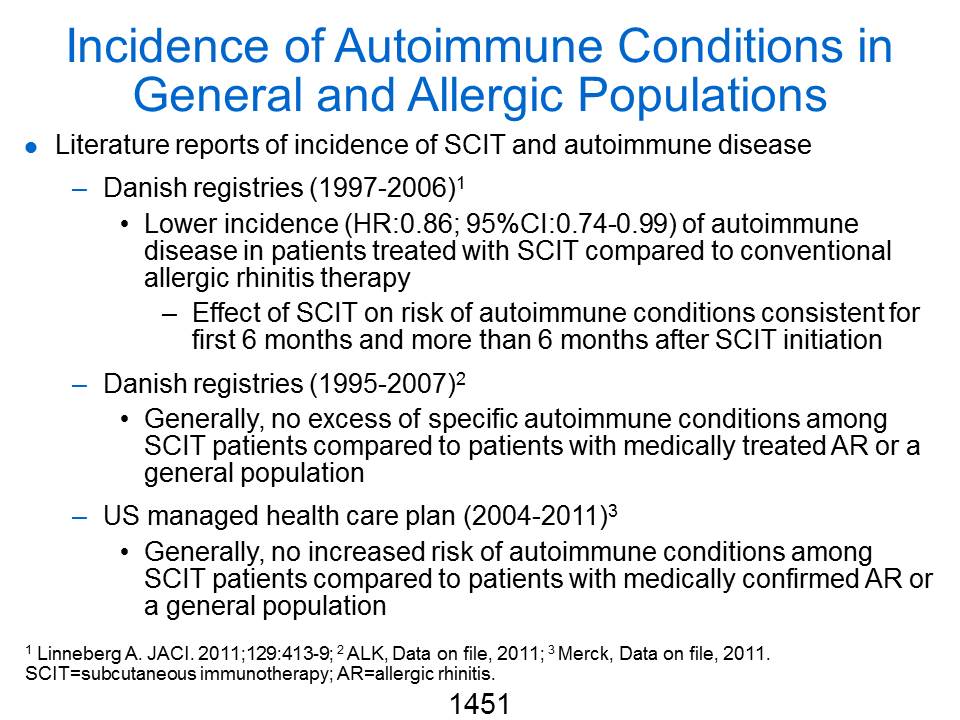 Incidence of Autoimmune Conditions in
General and Allergic Populations
● Literature reports of incidence of SCIT and autoimmune disease
– Danish registries (1997-2006)¹
• Lower incidence (HR:0.86; 95%CI:0.74-0.99) of autoimmune
disease in patients treated with SCIT compared to conventional
allergic rhinitis therapy
– Effect of SCIT on risk of autoimmune conditions consistent for
first 6 months and more than 6 months after SCIT initiation
– Danish registries (1995-2007)²
• Generally, no excess of specific autoimmune conditions among
SCIT patients compared to patients with medically treated AR or a
general population
– US managed health care plan (2004-2011)³
• Generally, no increased risk of autoimmune conditions among
SCIT patients compared to patients with medically confirmed AR or
a general population
¹ Linneberg A. JACI. 2011;129:413-9; ² ALK, Data on file, 2011; ³ Merck, Data on file, 2011.
SCIT=subcutaneous immunotherapy; AR=allergic rhinitis.
1451